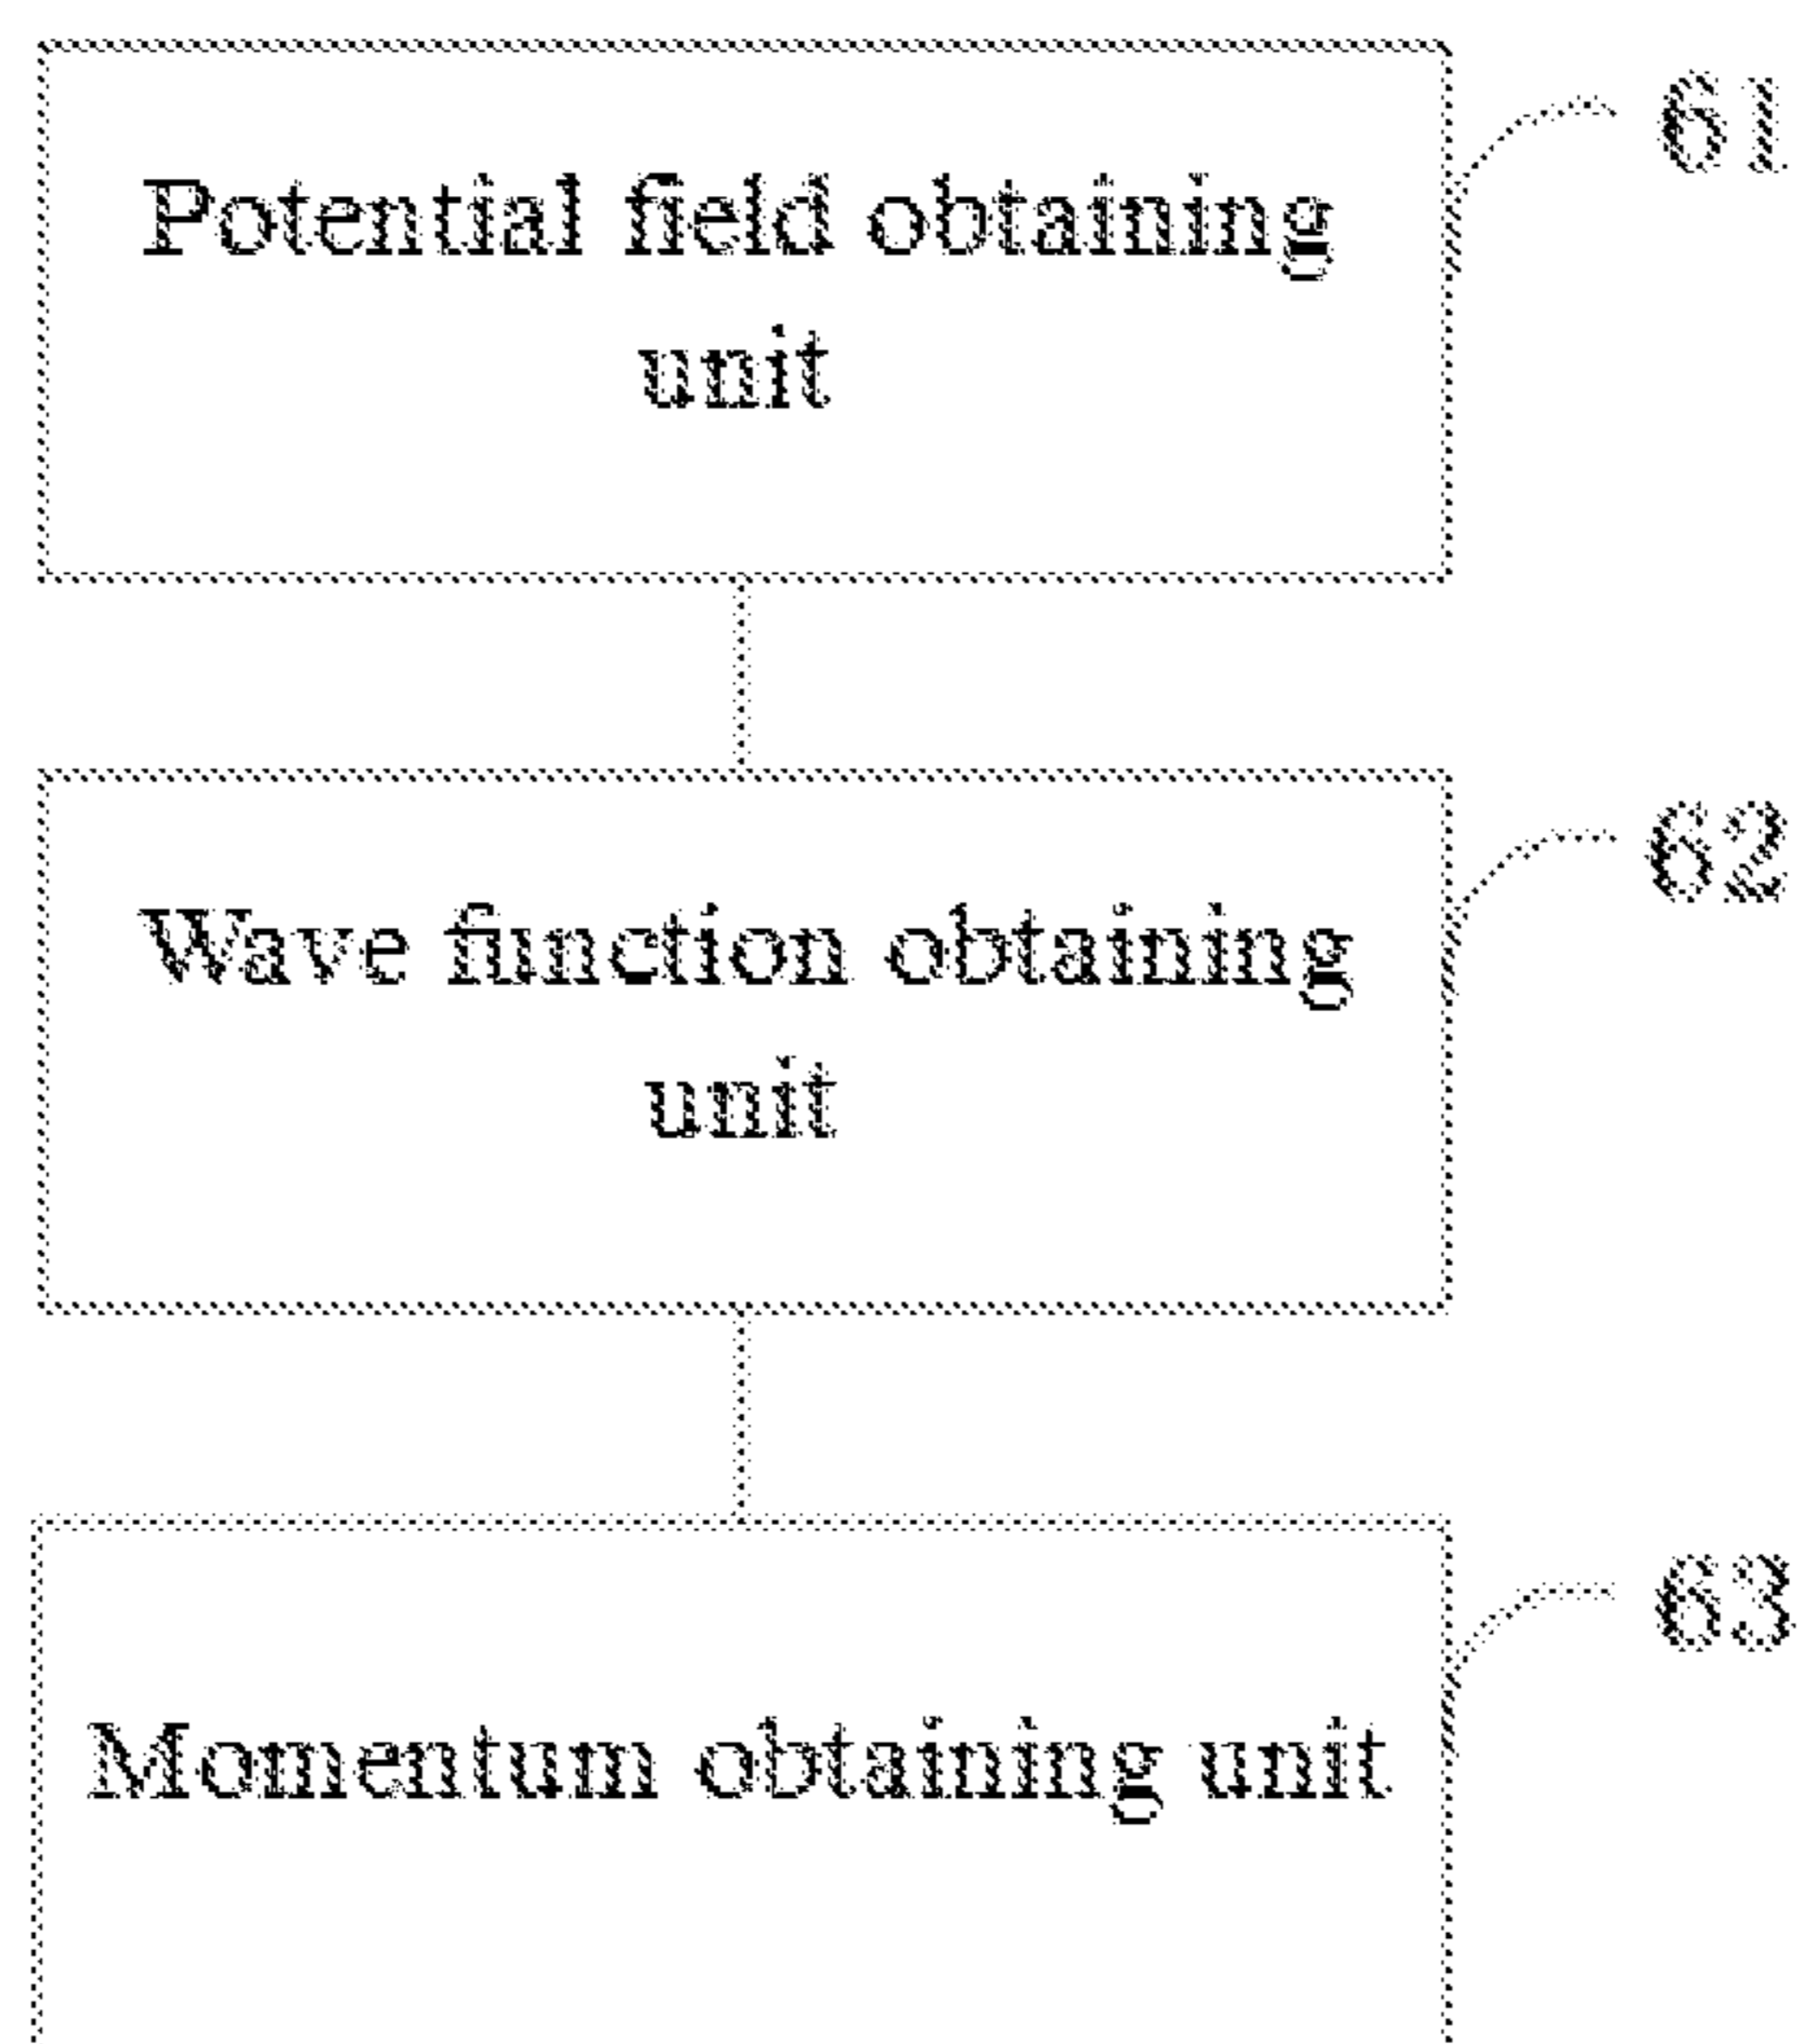 61
Potential field obtaining
unit
62
Wave function obtaining
unit
63
Momentum obtaining unit